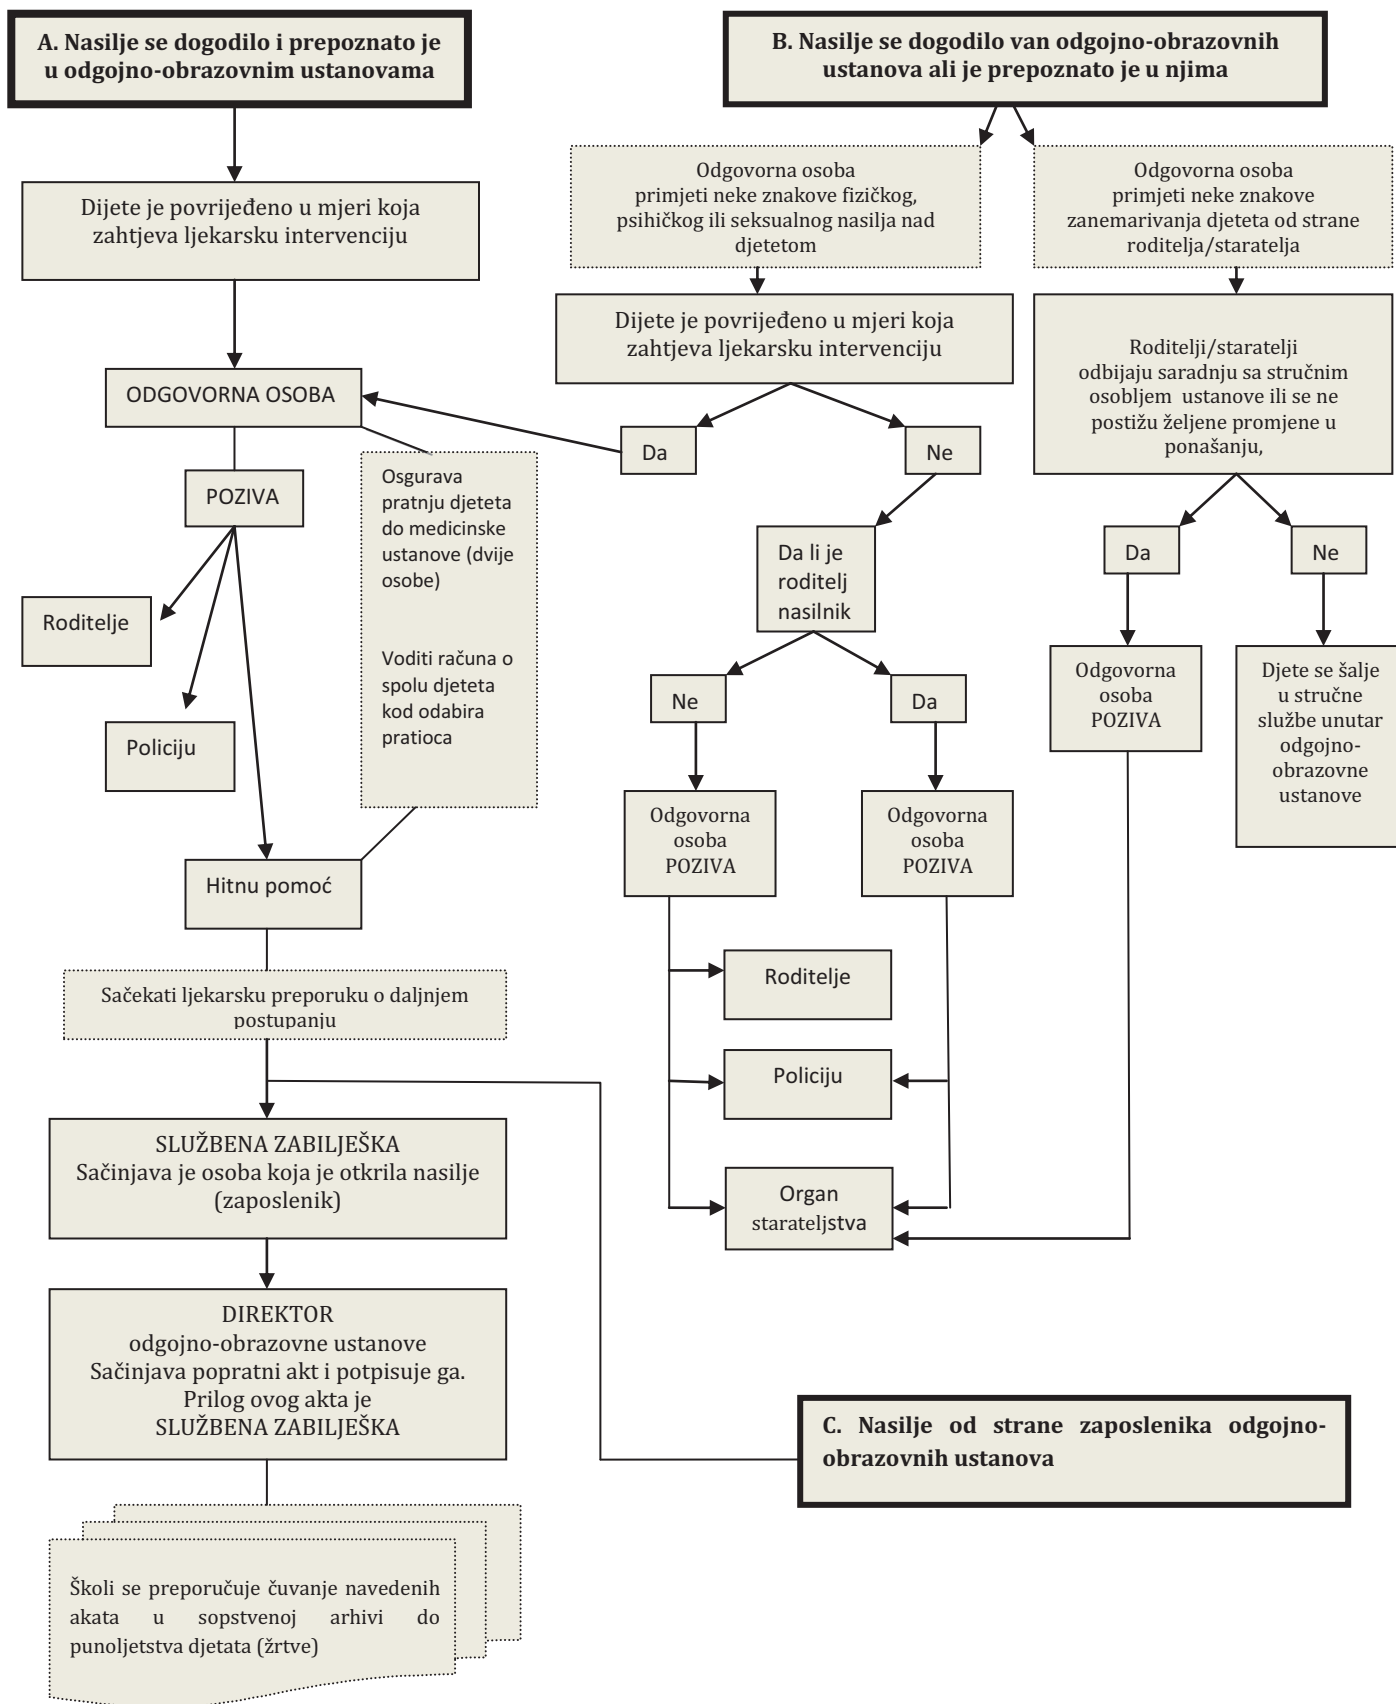 A. Nasilje se dogodilo i prepoznato je
u odgojno-obrazovnim ustanovama
B. Nasilje se dogodilo van odgojno-obrazovnih
ustanova ali je prepoznato je u njima
Dijete je povrijeđeno u mjeri koja
zahtjeva ljekarsku intervenciju
Odgovorna osoba
primjeti neke znakove fizičkog,
psihičkog ili seksualnog nasilja nad
djetetom
Odgovorna osoba
primjeti neke znakove
zanemarivanja djeteta od strane
roditelja/staratelja
Dijete je povrijeđeno u mjeri koja
zahtjeva ljekarsku intervenciju
Roditelji/staratelji
odbijaju saradnju sa stručnim
osobljem ustanove ili se ne
postižu željene promjene u
ponašanju,
ODGOVORNA OSOBA
Da
Ne
POZIVA
Osgurava
pratnju djeteta
do medicinske
ustanove (dvije
osobe)
Voditi računa o
spolu djeteta
kod odabira
pratioca
Da li je
roditelj
nasilnik
Da
Ne
Roditelje
Policiju
Ne
Da
Odgovorna
osoba
POZIVA
Djete se šalje
u stručne
službe unutar
odgojno-
obrazovne
ustanove
Odgovorna
osoba
POZIVA
Odgovorna
osoba
POZIVA
Hitnu pomoć
Sačekati ljekarsku preporuku o daljnjem
postupanju
Roditelje
Policiju
Organ
starateljstva
SLUŽBENA ZABILJEŠKA
Sačinjava je osoba koja je otkrila nasilje
(zaposlenik)
DIREKTOR
odgojno-obrazovne ustanove
Sačinjava popratni akt i potpisuje ga.
Prilog ovog akta je
SLUŽBENA ZABILJEŠKA
C. Nasilje od strane zaposlenika odgojno-
obrazovnih ustanova
Školi se preporučuje čuvanje navedenih
akata u sopstvenoj arhivi do
punoljetstva djetata (žrtve)